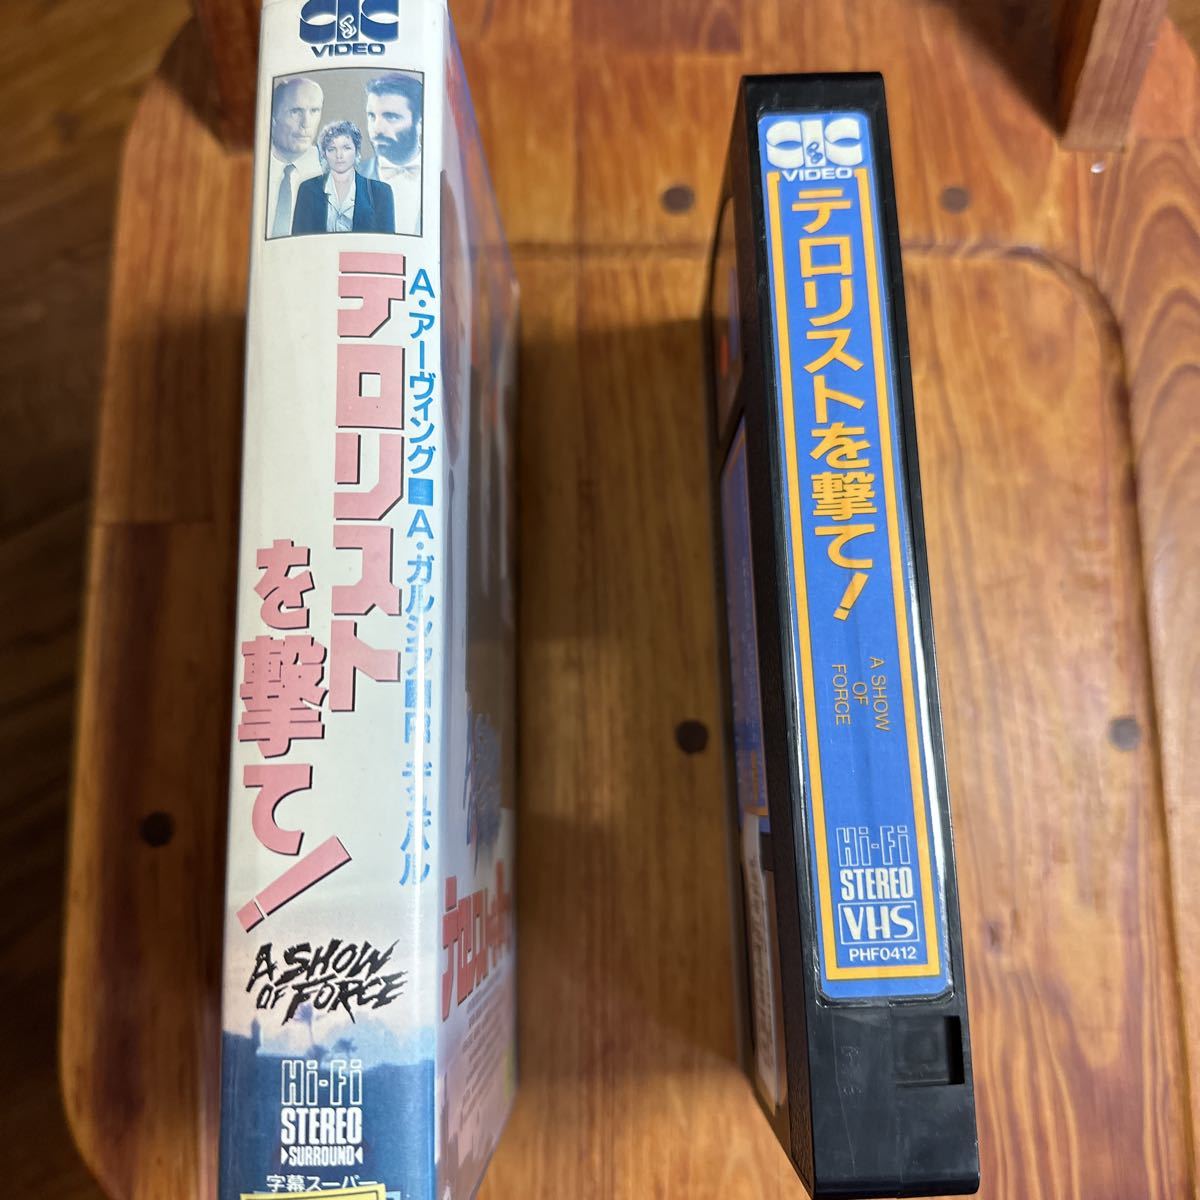 CIC
VIDEO
A・アーヴィング■A・ガルシア■R・デュバル
テロリスト
を撃て!
A SHOW
OF FORCE
Hi-Fi
STEREO
SURROUND
字幕スーパー
CIC
VIDEO
テロリストを撃て!
A SHOW
OF
FORCE
Hi-Fi
STEREO
VHS
PHF0412